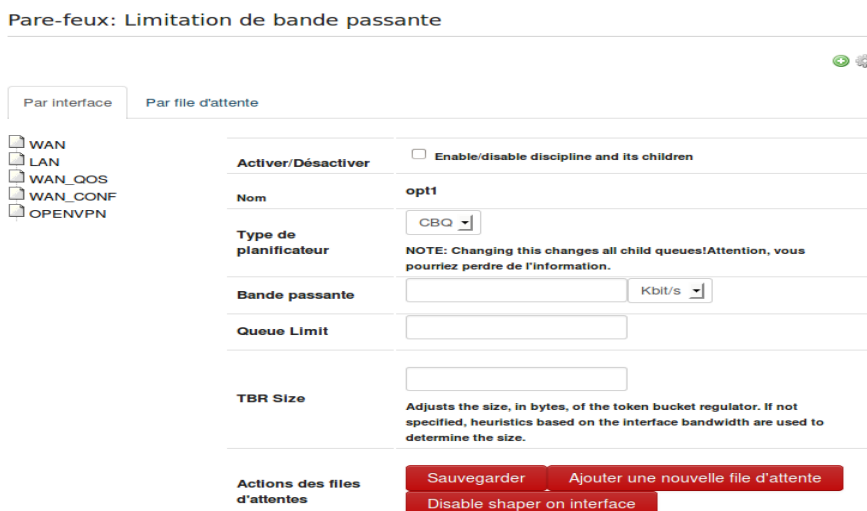 Pare-feux: Limitation de bande passante
Par interface
Par file d'attente
WAN
LAN
WAN_QOS
WAN_CONF
OPENVPN
Activer/Désactiver
Enable/disable discipline and its children
Nom
opt1
Type de
planificateur
CBQ
NOTE: Changing this changes all child queues!Attention, vous
pourriez perdre de l'information.
Bande passante
Kbit/s
Queue Limit
TBR Size
Adjusts the size, in bytes, of the token bucket regulator. If not
specified, heuristics based on the interface bandwidth are used to
determine the size.
Actions des files
d'attentes
Sauvegarder
Ajouter une nouvelle file d'attente
Disable shaper on interface